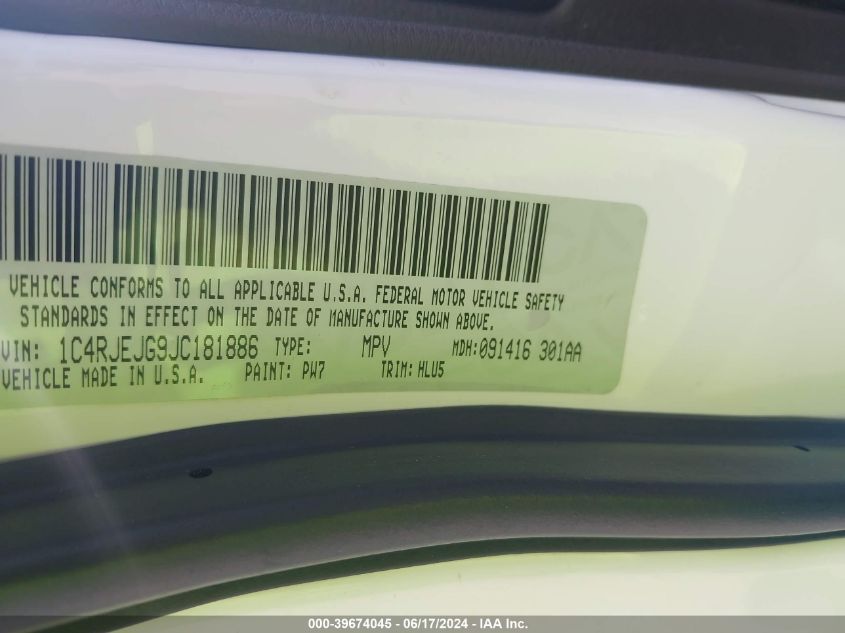 VEHICLE CONFORMS TO ALL APPLICABLE U.S.A. FEDERAL MOTOR VEHICLE SAFETY
STANDARDS IN EFFECT ON THE DATE OF MANUFACTURE SHOWN ABOVE.
VIN: 1C4RJEJG9JC181886 TYPE: MPV MDH:091416 301AA
VEHICLE MADE IN U.S.A. PAINT: PW7 TRIM: HLU5
000-39674045 - 06/17/2024 - IAA Inc.